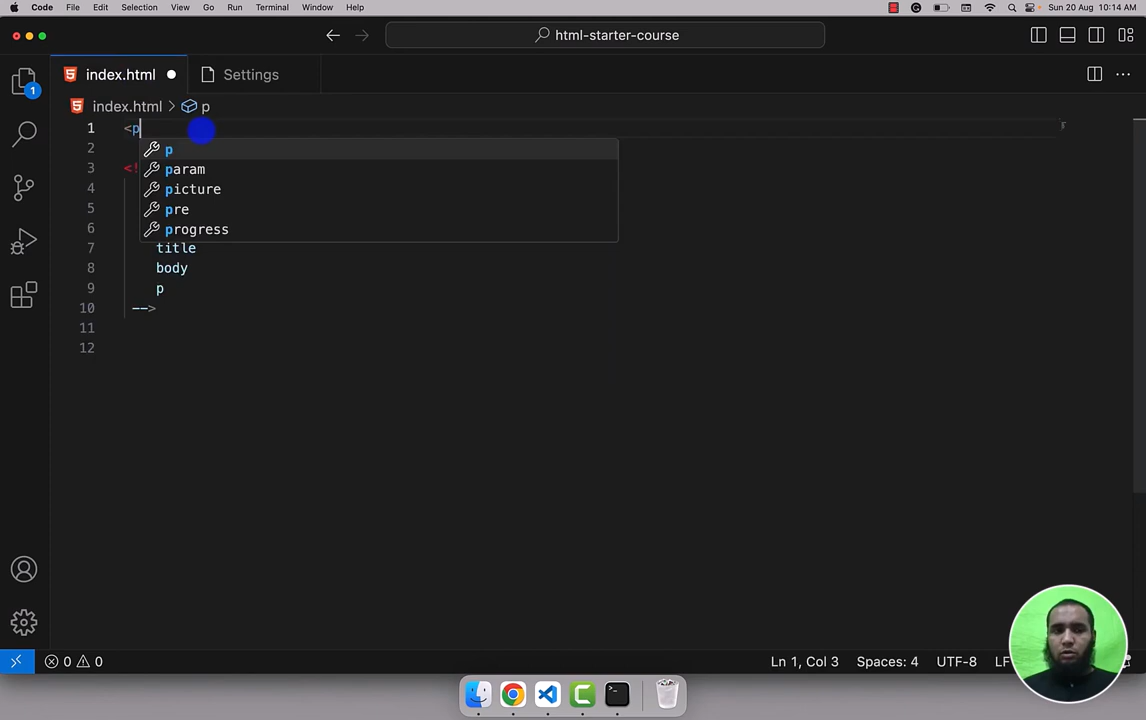 Code File Edit Selection View Go Run Terminal Window Help Sun 20 Aug 10:14 AM
html-starter-course
index.html Settings
1
index.html > p
1 <p
2 p
3 <! param
4 picture
5 pre
6 progress
7 title
8 body
9 p
10 -->
11
12
0 0 Ln 1, Col 3 Spaces: 4 UTF-8 LF